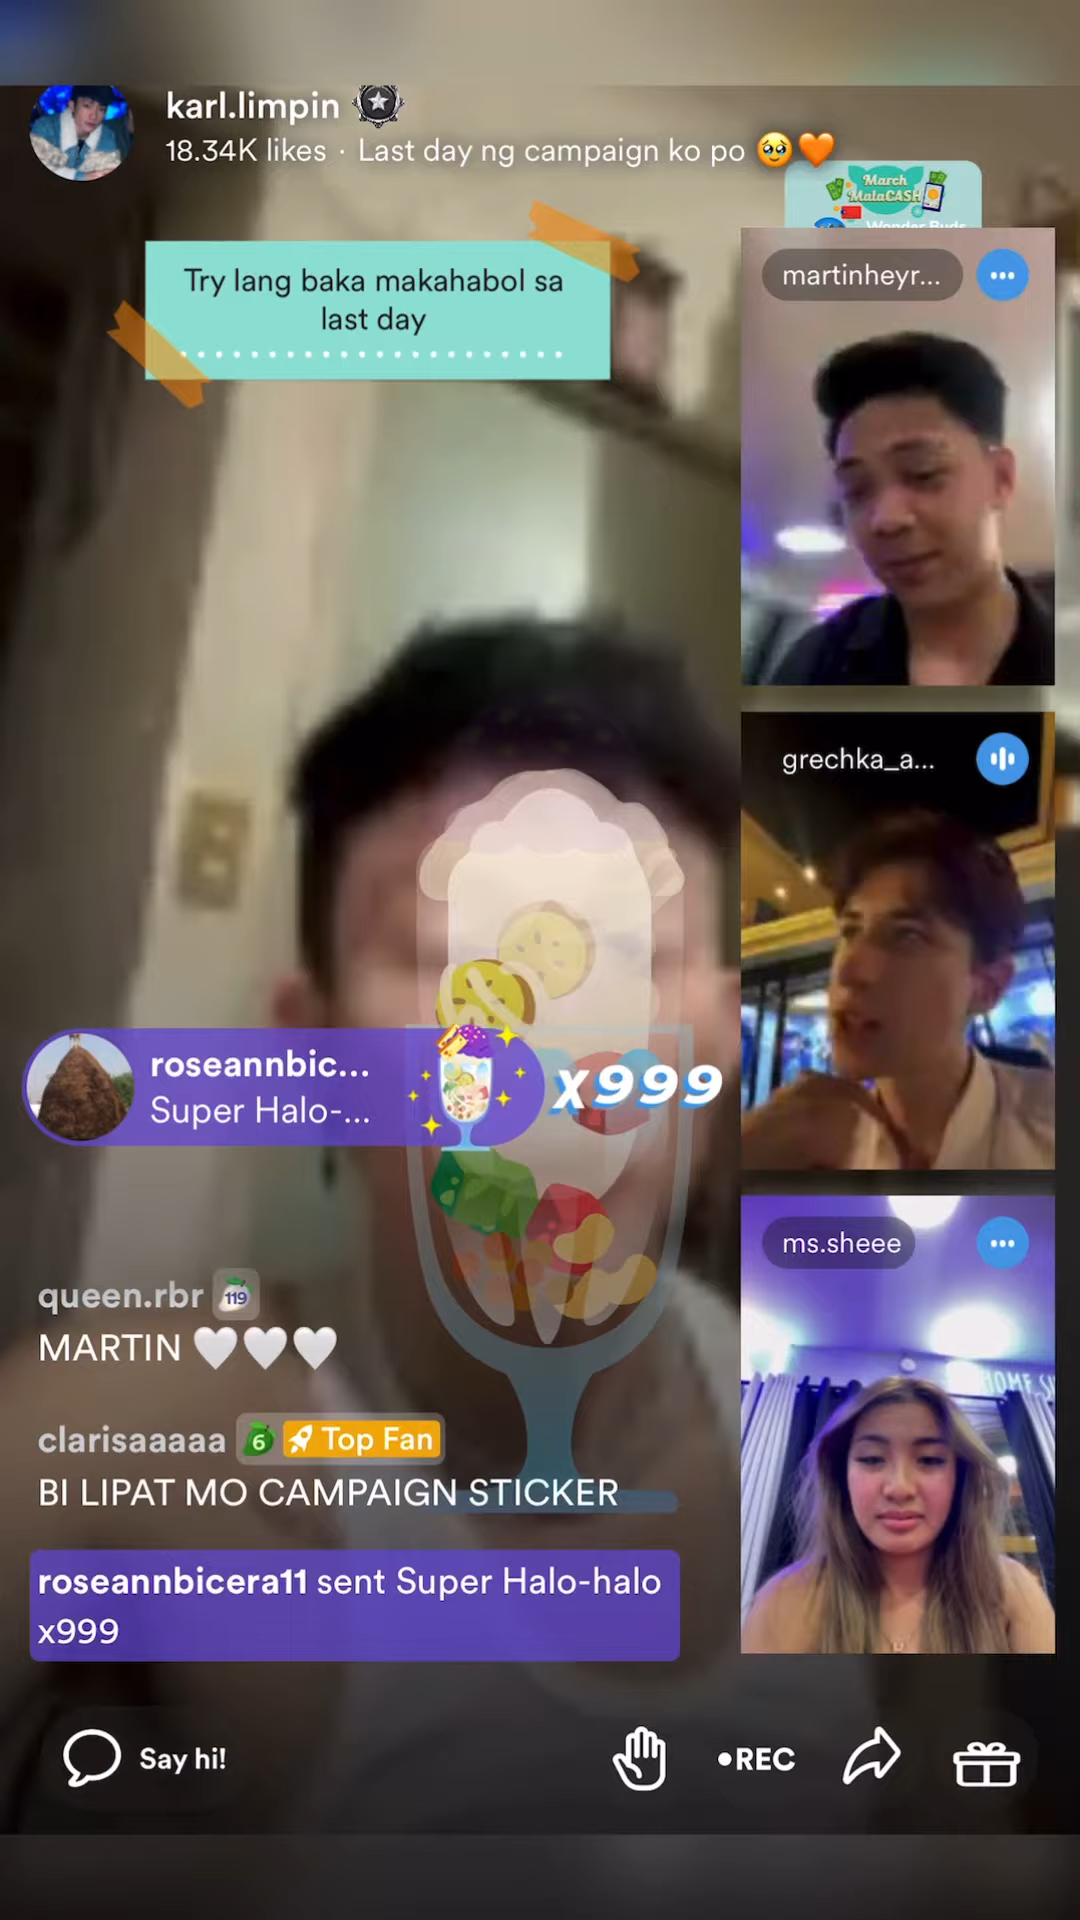 karl.limpin
18.34K likes · Last day ng campaign ko po 🥹🧡
March
MalaCASH
Wonder Buds
Try lang baka makahabol sa
last day
martinheyr...
grechka_a...
roseannbic...
Super Halo-...
x999
ms.sheee
queen.rbr 119
MARTIN 🤍🤍🤍
clarisaaaaa 6 Top Fan
BI LIPAT MO CAMPAIGN STICKER
roseannbicera11 sent Super Halo-halo
x999
Say hi!
•REC